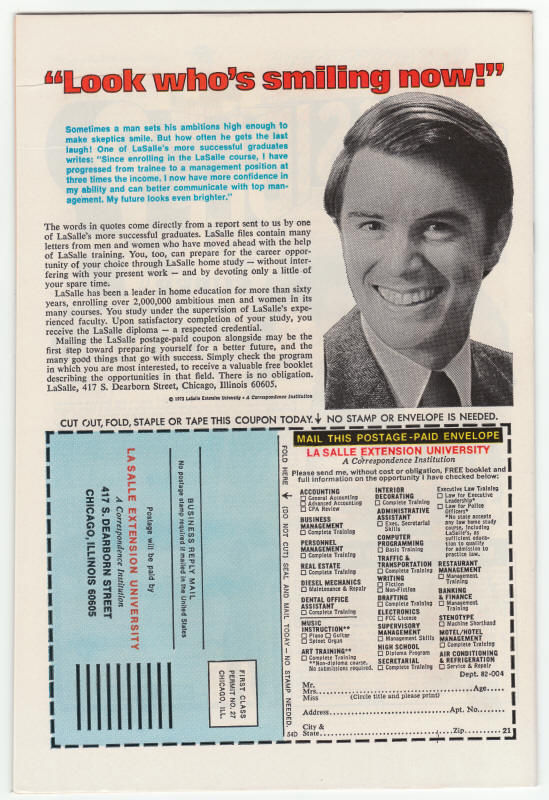 “Look who’s smiling now!”
Sometimes a man sets his ambitions high enough to
make skeptics smile. But how often he gets the last
laugh! One of LaSalle's more successful graduates
writes: "Since enrolling in the LaSalle course, I have
progressed from trainee to a management position at
three times the income. I now have more confidence in
my ability and can better communicate with top man-
agement. My future looks even brighter."
The words in quotes come directly from a report sent to us by one
of LaSalle's more successful graduates. LaSalle files contain many
letters from men and women who have moved ahead with the help
of LaSalle training. You, too, can prepare for the career oppor-
tunity of your choice through LaSalle home study — without inter-
fering with your present work — and by devoting only a little of
your spare time.
LaSalle has been a leader in home education for more than sixty
years, enrolling over 2,000,000 ambitious men and women in its
many courses. You study under the supervision of LaSalle's expe-
rienced faculty. Upon satisfactory completion of your study, you
receive the LaSalle diploma — a respected credential.
Mailing the LaSalle postage-paid coupon alongside may be the
first step toward preparing yourself for a better future, and the
many good things that go with success. Simply check the program
in which you are most interested, to receive a valuable free booklet
describing the opportunities in that field. There is no obligation.
LaSalle, 417 S. Dearborn Street, Chicago, Illinois 60605.
© 1973 LaSalle Extension University • A Correspondence Institution
CUT OUT, FOLD, STAPLE OR TAPE THIS COUPON TODAY. ↓ NO STAMP OR ENVELOPE IS NEEDED.
BUSINESS REPLY MAIL
No postage stamp required if mailed in the United States
Postage will be paid by
LA SALLE EXTENSION UNIVERSITY
A Correspondence Institution
417 S. DEARBORN STREET
CHICAGO, ILLINOIS 60605
FIRST CLASS
PERMIT NO. 27
CHICAGO, ILL.
FOLD HERE → (DO NOT CUT) SEAL AND MAIL TODAY — NO STAMP NEEDED.
54D
MAIL THIS POSTAGE-PAID ENVELOPE
LA SALLE EXTENSION UNIVERSITY
A Correspondence Institution
Please send me, without cost or obligation, FREE booklet and
full information on the opportunity I have checked below:
ACCOUNTING
General Accounting
Advanced Accounting
CPA Review
BUSINESS
MANAGEMENT
Complete Training
PERSONNEL
MANAGEMENT
Complete Training
REAL ESTATE
Complete Training
DIESEL MECHANICS
Maintenance & Repair
DENTAL OFFICE
ASSISTANT
Complete Training
MUSIC
INSTRUCTION**
Piano Guitar
Spinet Organ
ART TRAINING**
Complete Training
**Non-diploma course.
No submissions required.
INTERIOR
DECORATING
Complete Training
ADMINISTRATIVE
ASSISTANT
Exec. Secretarial
Skills
COMPUTER
PROGRAMMING
Basic Training
TRAFFIC &
TRANSPORTATION
Complete Training
WRITING
Fiction
Non-Fiction
DRAFTING
Complete Training
ELECTRONICS
FCC License
SUPERVISORY
MANAGEMENT
Management Skills
HIGH SCHOOL
Diploma Program
SECRETARIAL
Complete Training
Executive Law Training
Law for Executive
Leadership*
Law for Police
Officers*
*No state accepts
any law home study
course, including
LaSalle's, as
sufficient educa-
tion to qualify
for admission to
practice law.
RESTAURANT
MANAGEMENT
Management
Training
BANKING
& FINANCE
Management
Training
STENOTYPE
Machine Shorthand
MOTEL/HOTEL
MANAGEMENT
Complete Training
AIR CONDITIONING
& REFRIGERATION
Service & Repair
Dept. 82-004
Mr.
Mrs.
Miss (Circle title and please print) Age
Address Apt. No.
City &
State Zip 21